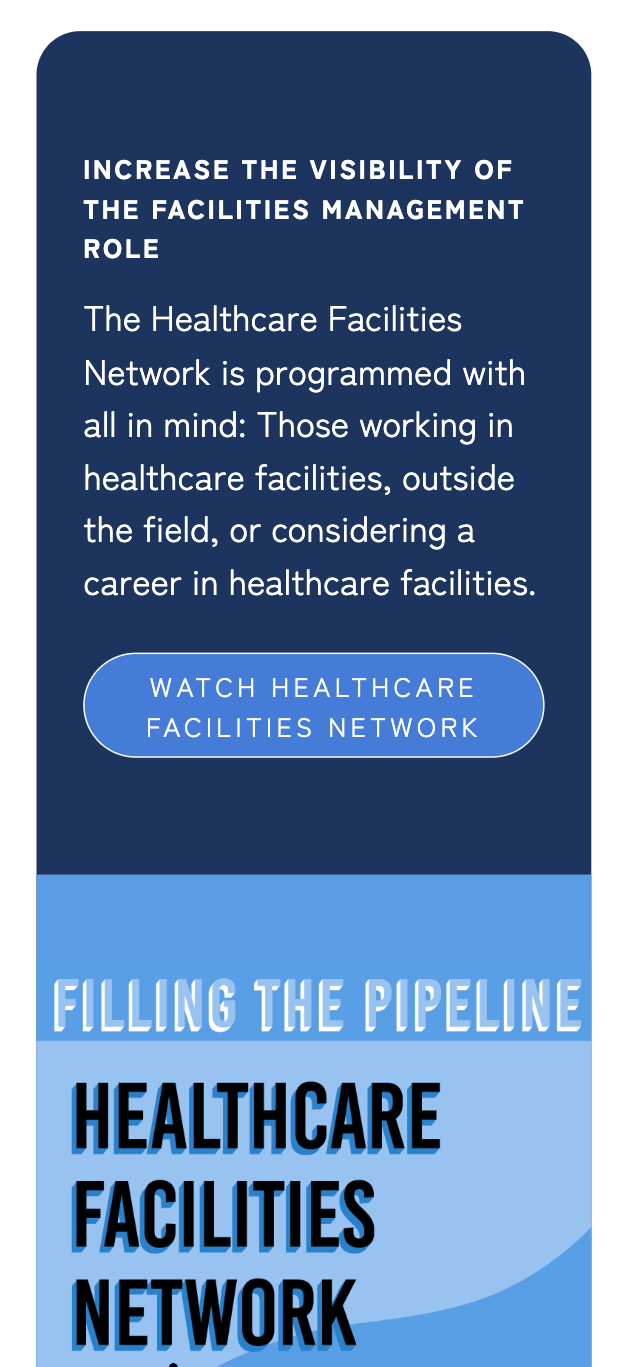 INCREASE THE VISIBILITY OF
THE FACILITIES MANAGEMENT
ROLE
The Healthcare Facilities
Network is programmed with
all in mind: Those working in
healthcare facilities, outside
the field, or considering a
career in healthcare facilities.
WATCH HEALTHCARE
FACILITIES NETWORK
FILLING THE PIPELINE
HEALTHCARE
FACILITIES
NETWORK